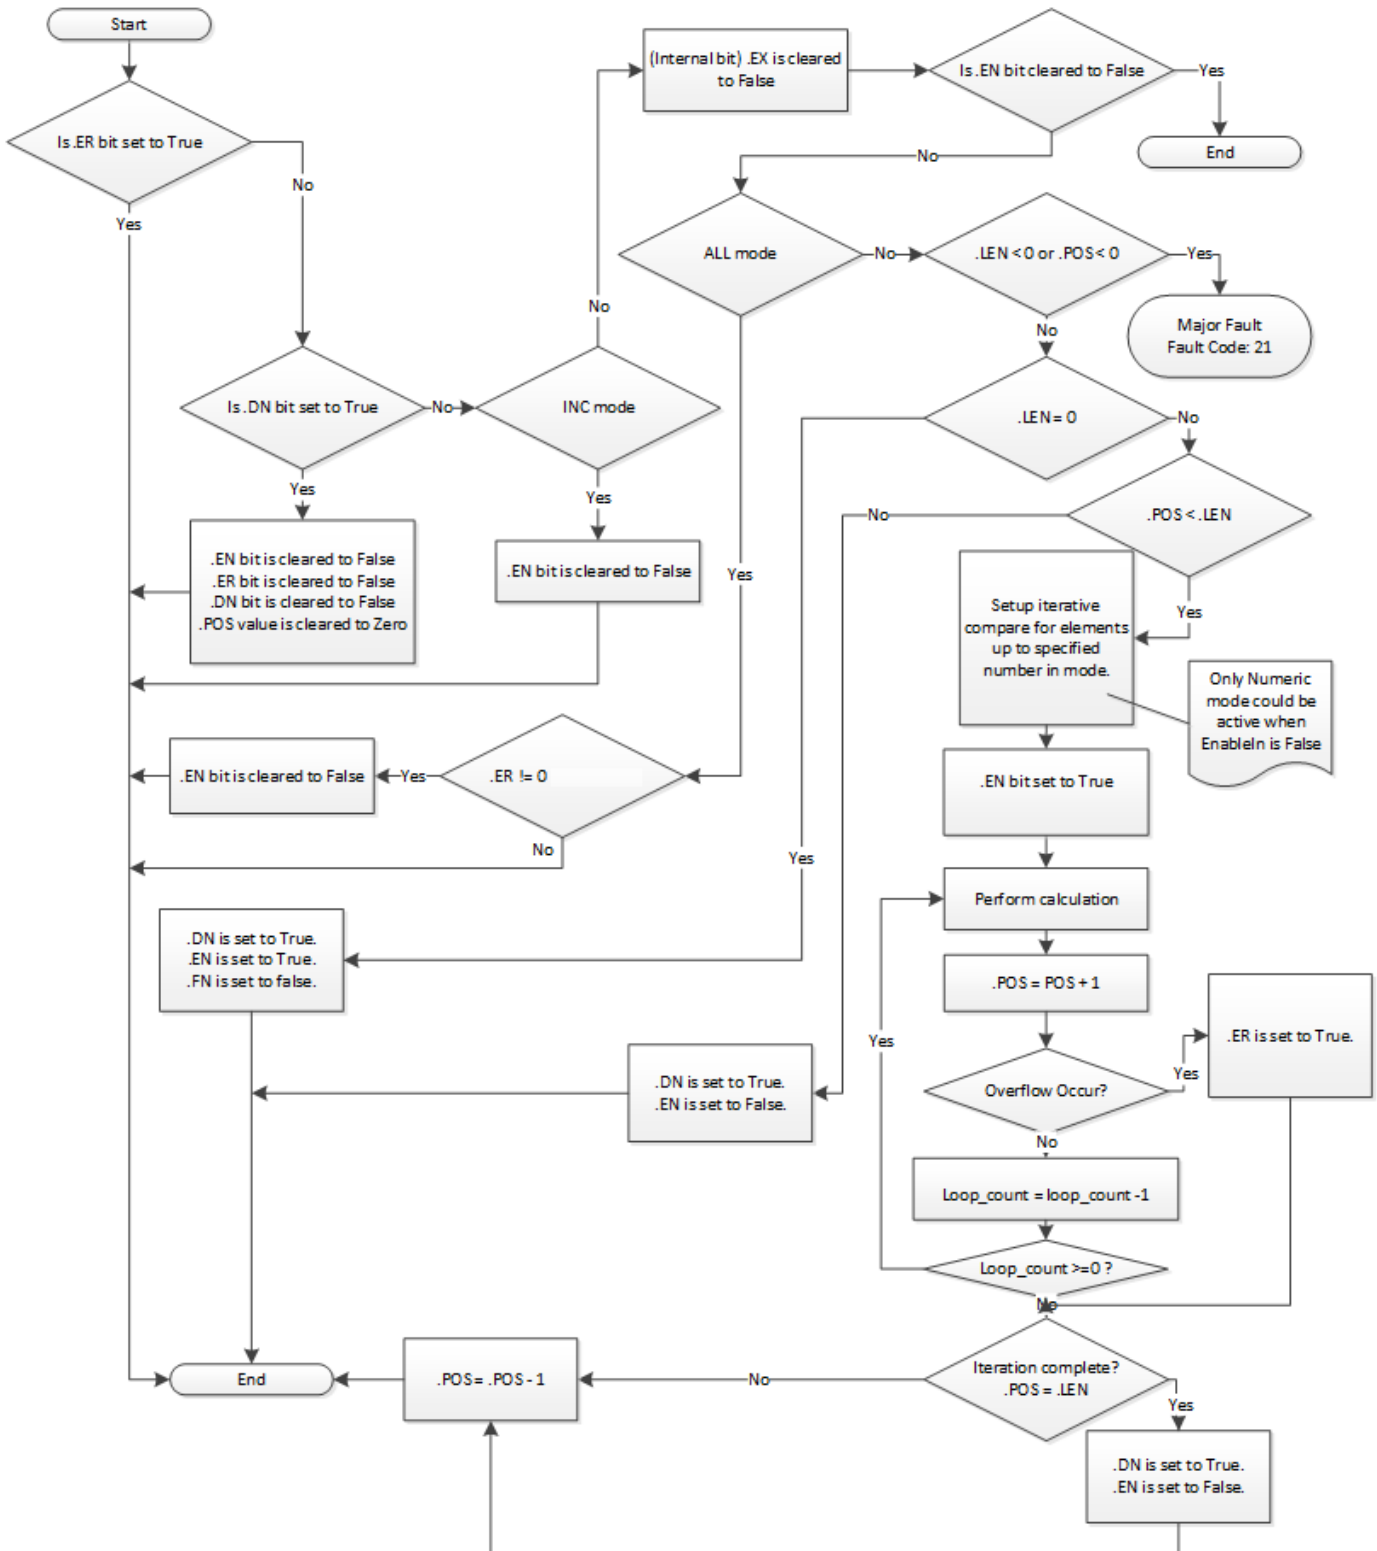 Start
Is .ER bit set to True
No
Yes
Is .DN bit set to True
No
Yes
.EN bit is cleared to False
.ER bit is cleared to False
.DN bit is cleared to False
.POS value is cleared to Zero
INC mode
No
Yes
.EN bit is cleared to False
(Internal bit) .EX is cleared
to False
Is .EN bit cleared to False
Yes
End
No
ALL mode
No
Yes
.LEN < 0 or .POS < 0
Yes
Major Fault
Fault Code: 21
No
.LEN = 0
No
Yes
.POS < .LEN
No
Yes
Setup iterative
compare for elements
up to specified
number in mode.
Only Numeric
mode could be
active when
EnableIn is False
.ER != 0
Yes
.EN bit is cleared to False
No
.EN bit set to True
Perform calculation
.POS = POS + 1
Overflow Occur?
Yes
.ER is set to True.
No
Loop_count = loop_count -1
Loop_count >=0 ?
Yes
No
.DN is set to True.
.EN is set to True.
.FN is set to false.
.DN is set to True.
.EN is set to False.
Iteration complete?
.POS = .LEN
No
Yes
.POS = .POS - 1
End
.DN is set to True.
.EN is set to False.